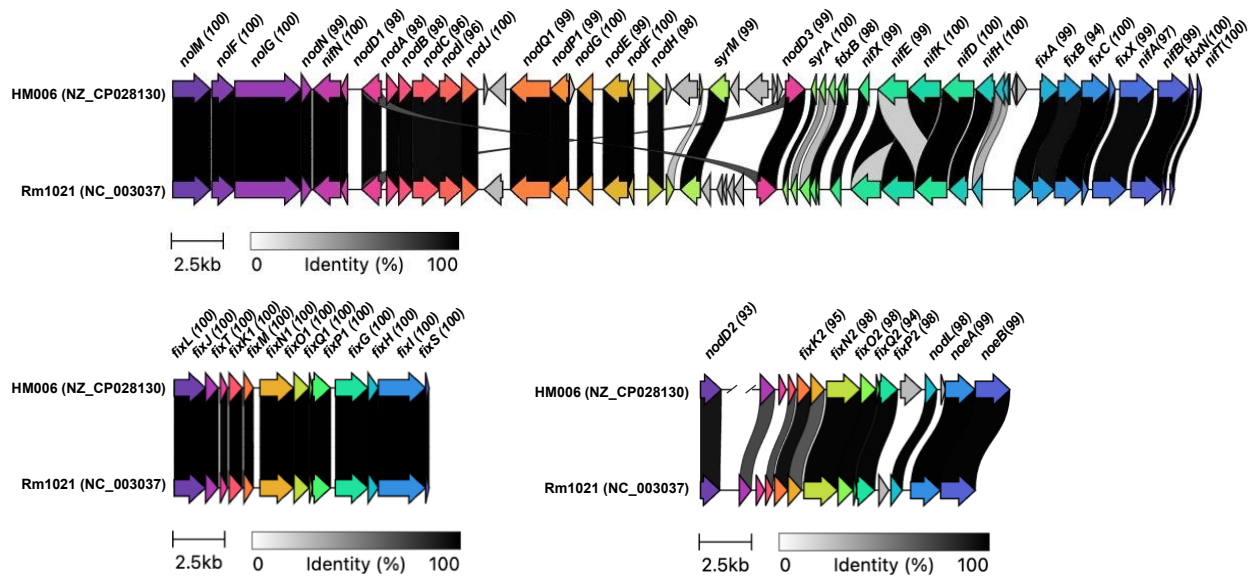 nolM (100)
nolF (100)
nolG (100)
nodN (99)
nifN (100)
nodD1 (98)
nodA (98)
nodB (98)
nodC (96)
nodI (96)
nodJ (100)
nodQ1 (99)
nodP1 (99)
nodG (100)
nodE (99)
nodF (100)
nodH (98)
syrM (99)
nodD3 (99)
syrA (100)
fdxB (98)
nifX (99)
nifE (99)
nifK (100)
nifD (100)
nifH (100)
fixA (99)
fixB (94)
fixC (100)
fixX (99)
nifA(97)
nifB(99)
fdxN(100)
nifT(100)
HM006 (NZ_CP028130)
Rm1021 (NC_003037)
2.5kb
0 Identity (%) 100
fixL (100)
fixJ (100)
fixT (100)
fixK1 (100)
fixM (100)
fixN1 (100)
fixO1 (100)
fixQ1 (100)
fixP1 (100)
fixG (100)
fixH (100)
fixI (100)
fixS (100)
HM006 (NZ_CP028130)
Rm1021 (NC_003037)
2.5kb
0 Identity (%) 100
nodD2 (93)
fixK2 (95)
fixN2 (98)
fixO2 (98)
fixQ2 (94)
fixP2 (98)
nodL(98)
noeA(99)
noeB(99)
HM006 (NZ_CP028130)
Rm1021 (NC_003037)
2.5kb
0 Identity (%) 100